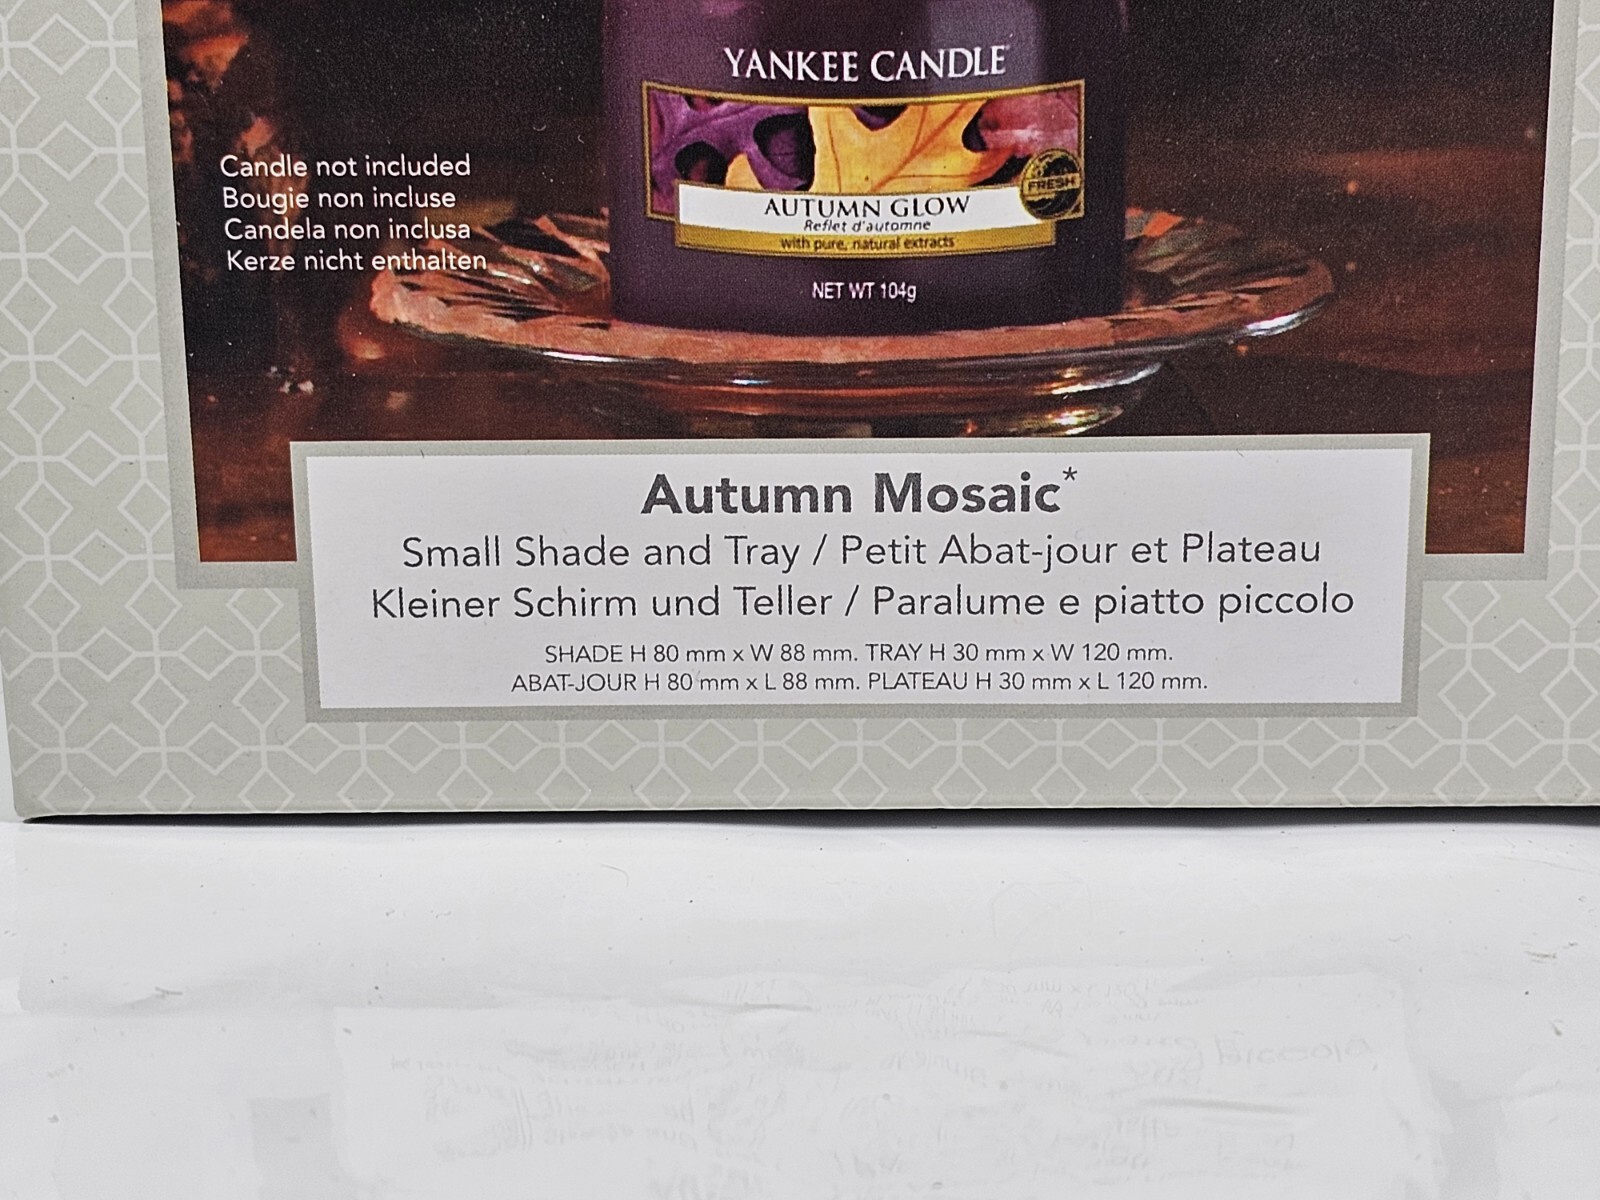 YANKEE CANDLE
FRESH
AUTUMN GLOW
Reflet d'automne
with pure, natural extracts
NET WT 104g
Candle not included
Bougie non incluse
Candela non inclusa
Kerze nicht enthalten
Autumn Mosaic*
Small Shade and Tray / Petit Abat-jour et Plateau
Kleiner Schirm und Teller / Paralume e piatto piccolo
SHADE H 80 mm x W 88 mm. TRAY H 30 mm x W 120 mm.
ABAT-JOUR H 80 mm x L 88 mm. PLATEAU H 30 mm x L 120 mm.